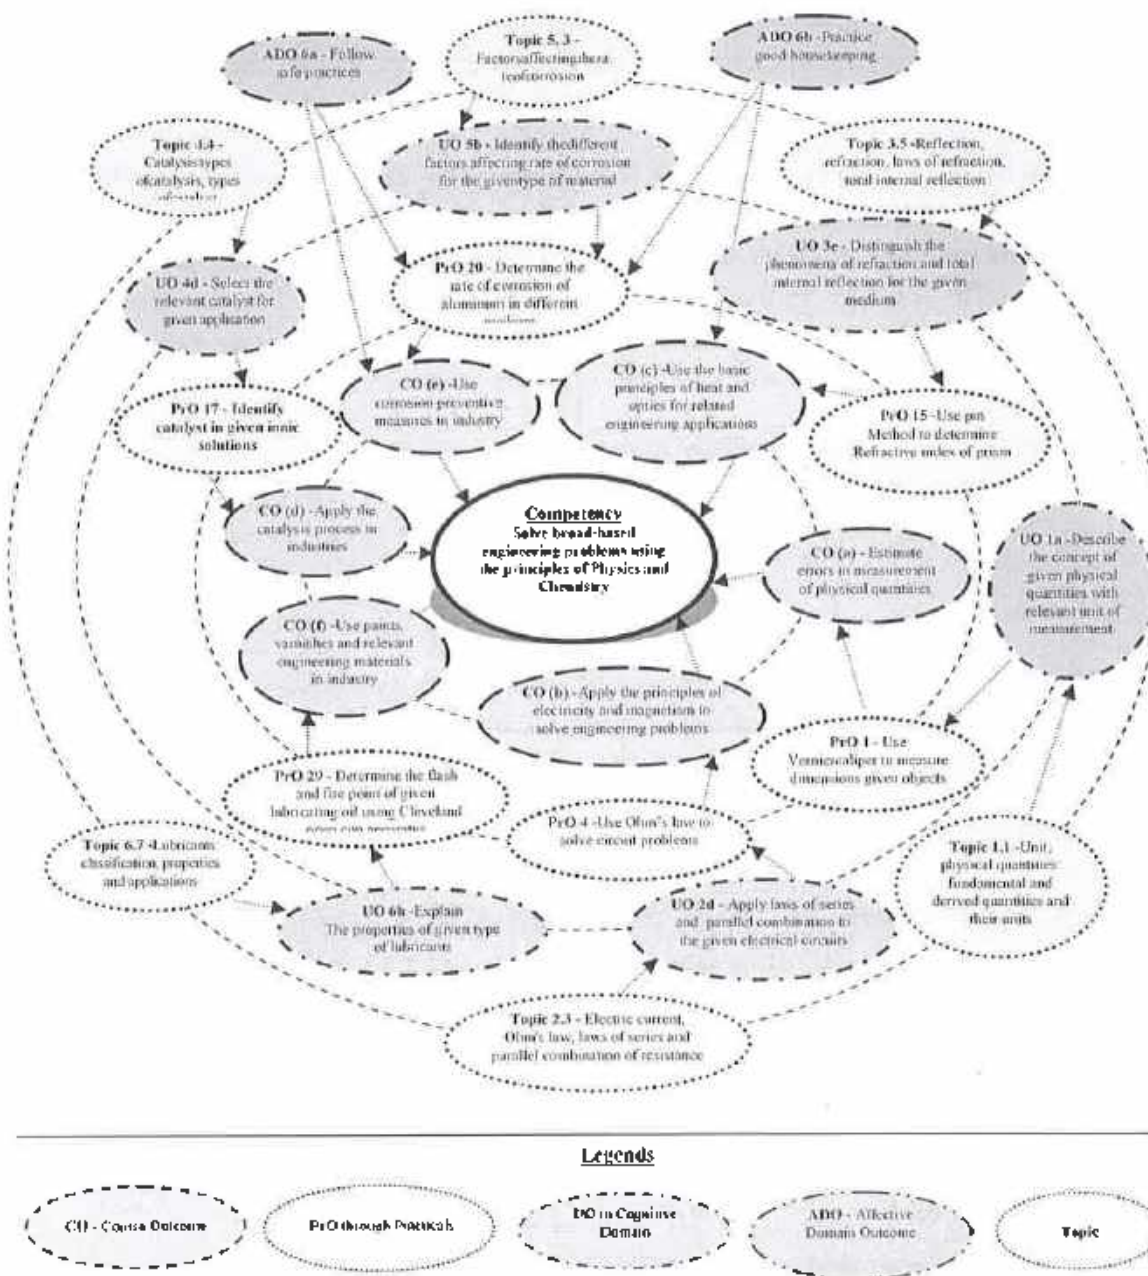 ADO 6a - Follow
safe practices
Topic 5. 3 -
Factorsaffectingthera
teofcorrosion
ADO 6b - Practice
good housekeeping
Topic 4.4 -
Catalysis types
ofcatalysis, types
UO 5b - Identify thedifferent
factors affecting rate of corrosion
for the giventype of material
Topic 3.5 -Reflection,
refraction, laws of refraction,
total internal reflection
UO 4d - Select the
relevant catalyst for
given application
PrO 20 - Determine the
rate of corrosion of
aluminum in different
UO 3e - Distinguish the
phenomena of refraction and total
internal reflection for the given
medium
PrO 17 - Identify
catalyst in given ionic
solutions
CO (e) -Use
corrosion preventive
measures in industry
CO (c) -Use the basic
principles of heat and
optics for related
engineering applications
PrO 15 -Use pin
Method to determine
Refractive index of prism
CO (d) - Apply the
catalysis process in
industries
Competency
Solve broad-based
engineering problems using
the principles of Physics and
Chemistry
CO (a) - Estimate
errors in measurement
of physical quantities
UO 1a -Describe
the concept of
given physical
quantities with
relevant unit of
measurement
CO (f) -Use paints,
varnishes and relevant
engineering materials
in industry
CO (b) -Apply the principles of
electricity and magnetism to
solve engineering problems
PrO 1 - Use
Verniercaliper to measure
dimensions given objects
PrO 29 - Determine the flash
and fire point of given
lubricating oil using Cleveland
PrO 4 -Use Ohm's law to
solve circuit problems
Topic 6.7 -Lubricants
classification, properties
and applications
Topic 1.1 -Unit,
physical quantities:
fundamental and
derived quantities and
their units
UO 6h -Explain
The properties of given type
of lubricants
UO 2d - Apply laws of series
and parallel combination to
the given electrical circuits
Topic 2.3 - Electric current,
Ohm's law, laws of series and
parallel combination of resistance
Legends
CO - Course Outcome
PrO through Practicals
UO in Cognitive
Domain
ADO - Affective
Domain Outcome
Topic